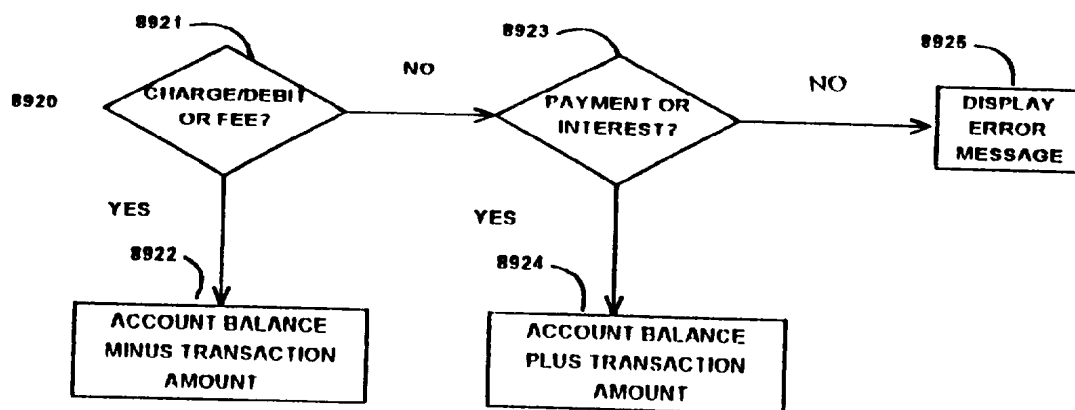 8921
8923
8925
8920
CHARGE/DEBIT
OR FEE?
NO
PAYMENT OR
INTEREST?
NO
DISPLAY
ERROR
MESSAGE
YES
8922
ACCOUNT BALANCE
MINUS TRANSACTION
AMOUNT
YES
8924
ACCOUNT BALANCE
PLUS TRANSACTION
AMOUNT